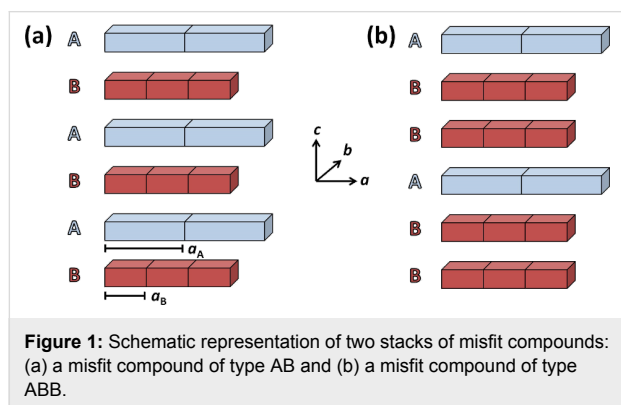 (a)
A
B
A
B
A
a_A
B
a_B
c
b
a
(b)
A
B
B
A
B
B
Figure 1: Schematic representation of two stacks of misfit compounds:
(a) a misfit compound of type AB and (b) a misfit compound of type
ABB.